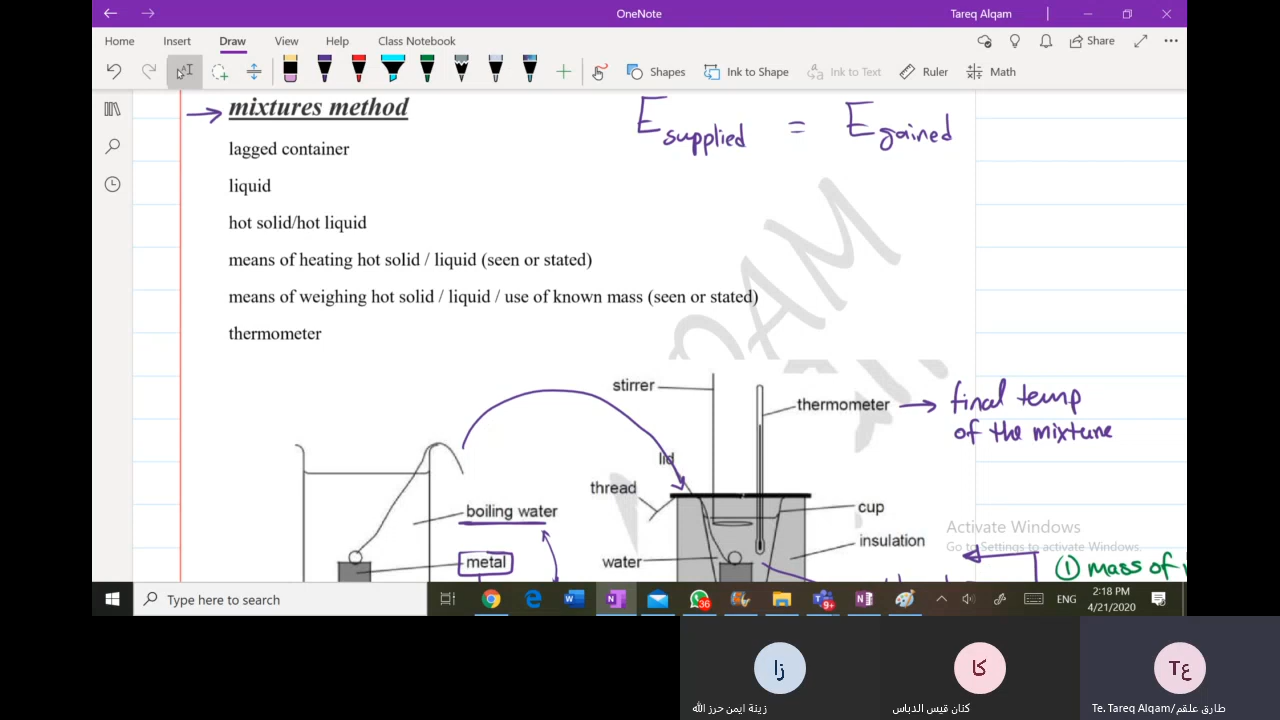 OneNote
Tareq Alqam
Home Insert Draw View Help Class Notebook
Share
Shapes Ink to Shape Ink to Text Ruler Math
mixtures method
E supplied = E gained
lagged container
liquid
hot solid/hot liquid
means of heating hot solid / liquid (seen or stated)
means of weighing hot solid / liquid / use of known mass (seen or stated)
thermometer
stirrer
thermometer
final temp
of the mixture
lid
thread
cup
boiling water
insulation
metal
water
① mass of
Activate Windows
Go to Settings to activate Windows.
Type here to search
36
9+
ENG
2:18 PM
4/21/2020
زا
كا
Tع
زينة ايمن حرز الله
كنان قيس الدباس
Te. Tareq Alqam/طارق علقم